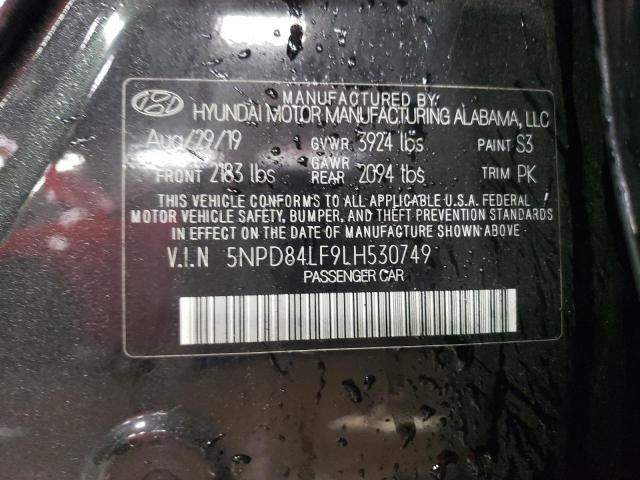 MANUFACTURED BY:
HYUNDAI MOTOR MANUFACTURING ALABAMA, LLC
Aug/29/19 GVWR 3924 lbs PAINT S3
FRONT 2183 lbs GAWR REAR 2094 lbs TRIM PK
THIS VEHICLE CONFORMS TO ALL APPLICABLE U.S.A. FEDERAL
MOTOR VEHICLE SAFETY, BUMPER, AND THEFT PREVENTION STANDARDS
IN EFFECT ON THE DATE OF MANUFACTURE SHOWN ABOVE.
V.I.N 5NPD84LF9LH530749
PASSENGER CAR